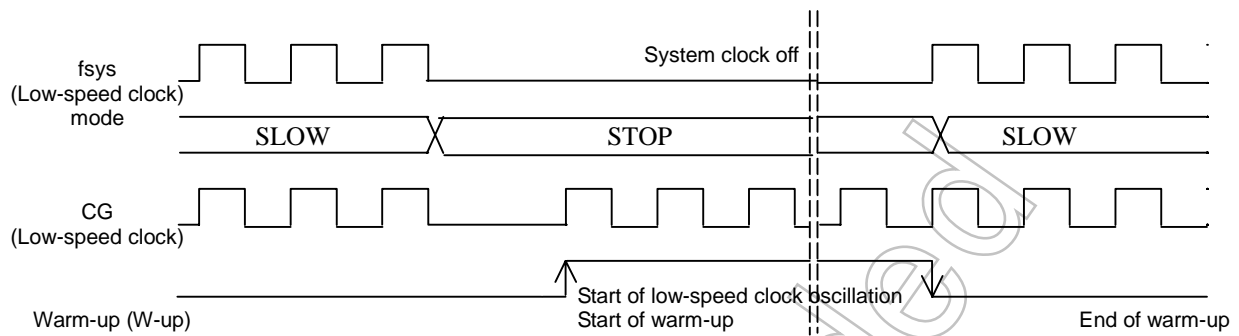 System clock off
fsys
(Low-speed clock)
mode
SLOW
STOP
SLOW
CG
(Low-speed clock)
Start of low-speed clock oscillation
Start of warm-up
Warm-up (W-up)
End of warm-up
ded